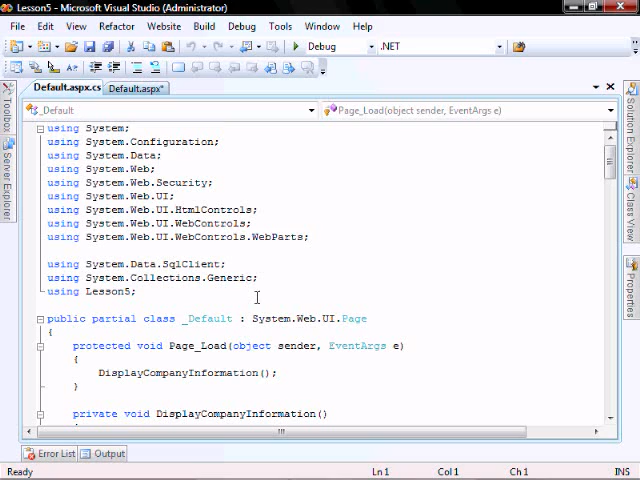 Lesson5 - Microsoft Visual Studio (Administrator)
File Edit View Refactor Website Build Debug Tools Window Help
Debug .NET
Default.aspx.cs Default.aspx*
_Default Page_Load(object sender, EventArgs e)
using System;
using System.Configuration;
using System.Data;
using System.Web;
using System.Web.Security;
using System.Web.UI;
using System.Web.UI.HtmlControls;
using System.Web.UI.WebControls;
using System.Web.UI.WebControls.WebParts;
using System.Data.SqlClient;
using System.Collections.Generic;
using Lesson5;
public partial class _Default : System.Web.UI.Page
{
protected void Page_Load(object sender, EventArgs e)
{
DisplayCompanyInformation();
}
private void DisplayCompanyInformation()
Toolbox
Server Explorer
Solution Explorer
Class View
Properties
Error List Output
Ready Ln 1 Col 1 Ch 1 INS